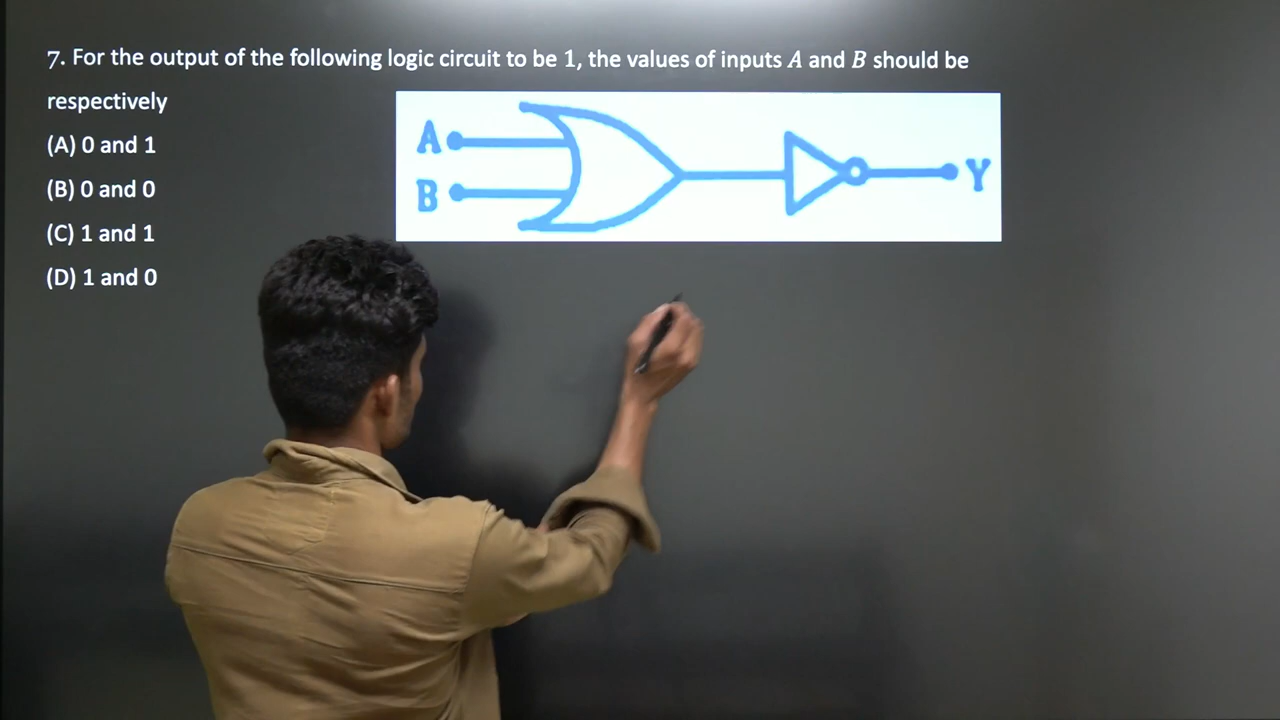 7. For the output of the following logic circuit to be 1, the values of inputs A and B should be
respectively
(A) 0 and 1
(B) 0 and 0
(C) 1 and 1
(D) 1 and 0
A
B
Y